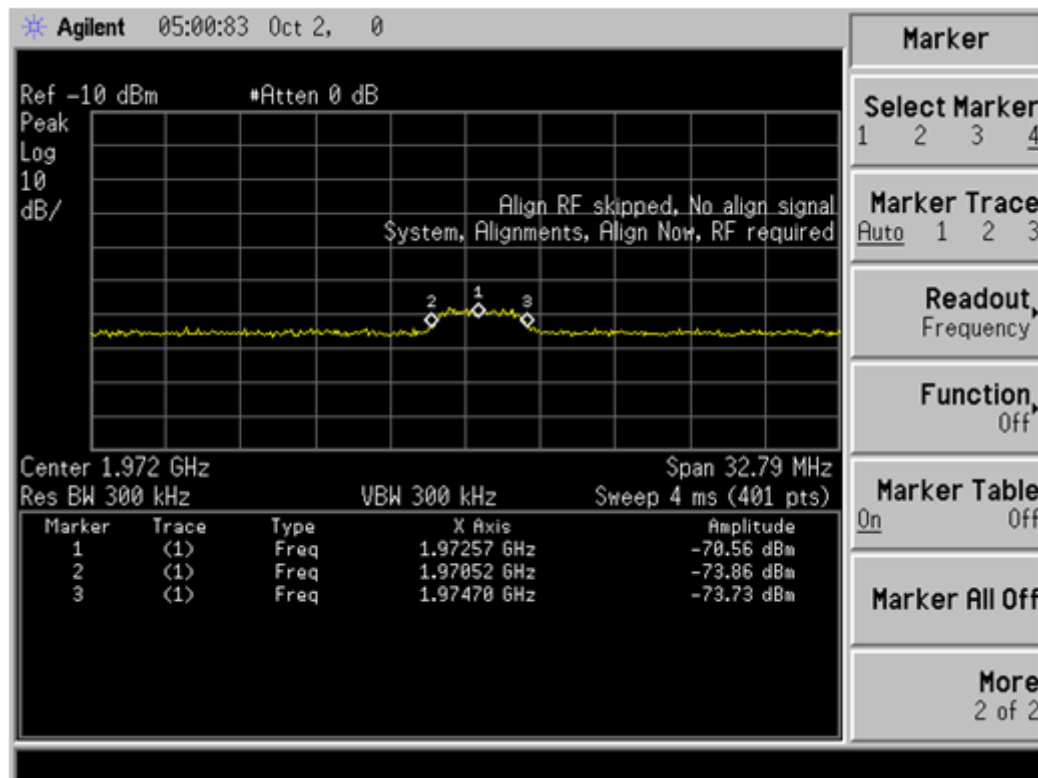 Agilent 05:00:83 Oct 2, 0
Marker
Ref -10 dBm #Atten 0 dB
Peak
Log
10
dB/
Align RF skipped, No align signal
System, Alignments, Align Now, RF required
2 1 3
Center 1.972 GHz Span 32.79 MHz
Res BW 300 kHz VBW 300 kHz Sweep 4 ms (401 pts)
Marker Trace Type X Axis Amplitude
1 (1) Freq 1.97257 GHz -70.56 dBm
2 (1) Freq 1.97052 GHz -73.86 dBm
3 (1) Freq 1.97470 GHz -73.73 dBm
Select Marker
1 2 3 4
Marker Trace
Auto 1 2 3
Readout
Frequency
Function
Off
Marker Table
On Off
Marker All Off
More
2 of 2